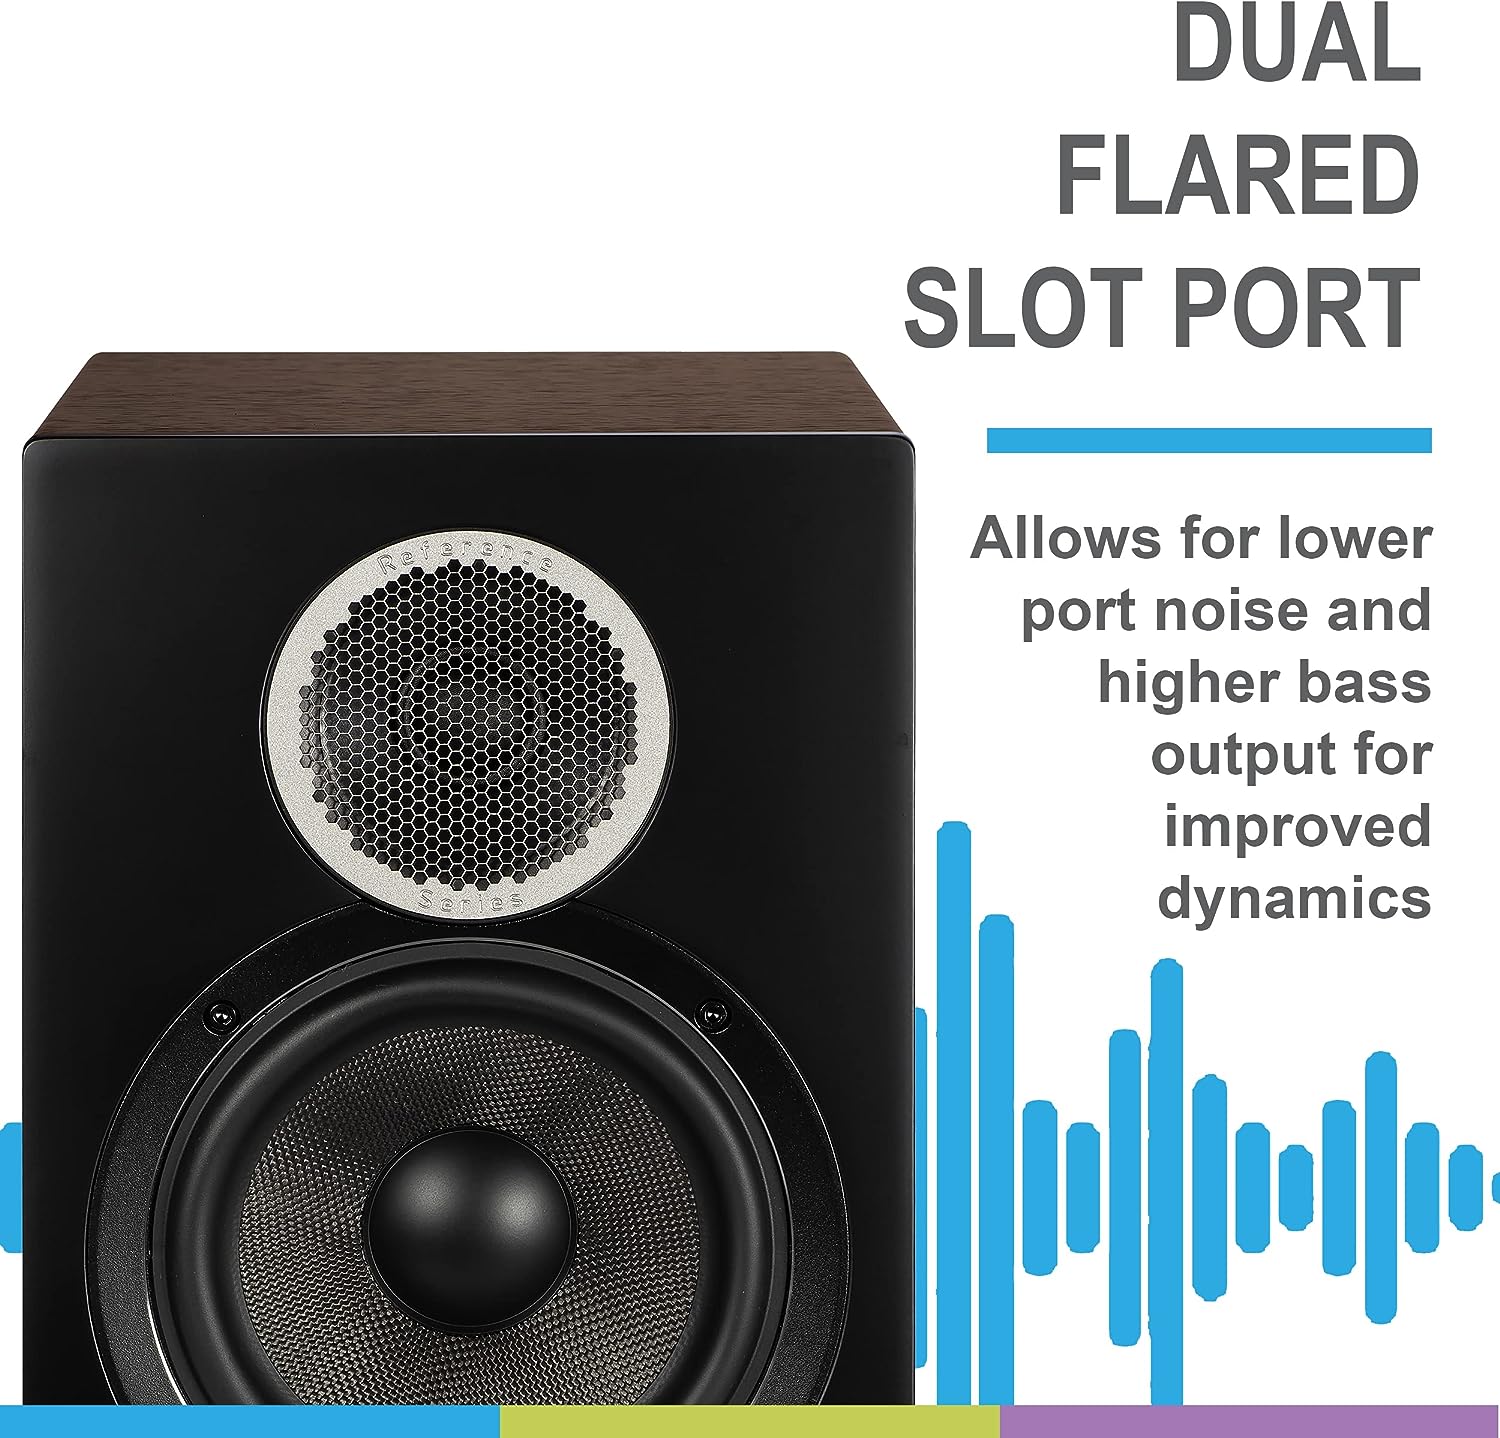 DUAL
FLARED
SLOT PORT
Allows for lower
port noise and
higher bass
output for
improved
dynamics
Reference
Series